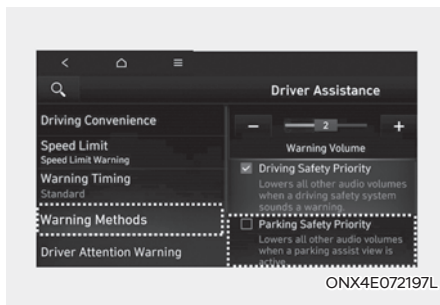 Driver Assistance
Driving Convenience
Speed Limit
Speed Limit Warning
Warning Timing
Standard
Warning Methods
Driver Attention Warning
2
Warning Volume
Driving Safety Priority
Lowers all other audio volumes
when a driving safety system
sounds a warning.
Parking Safety Priority
Lowers all other audio volumes
when a parking assist view is
active.
ONX4E072197L